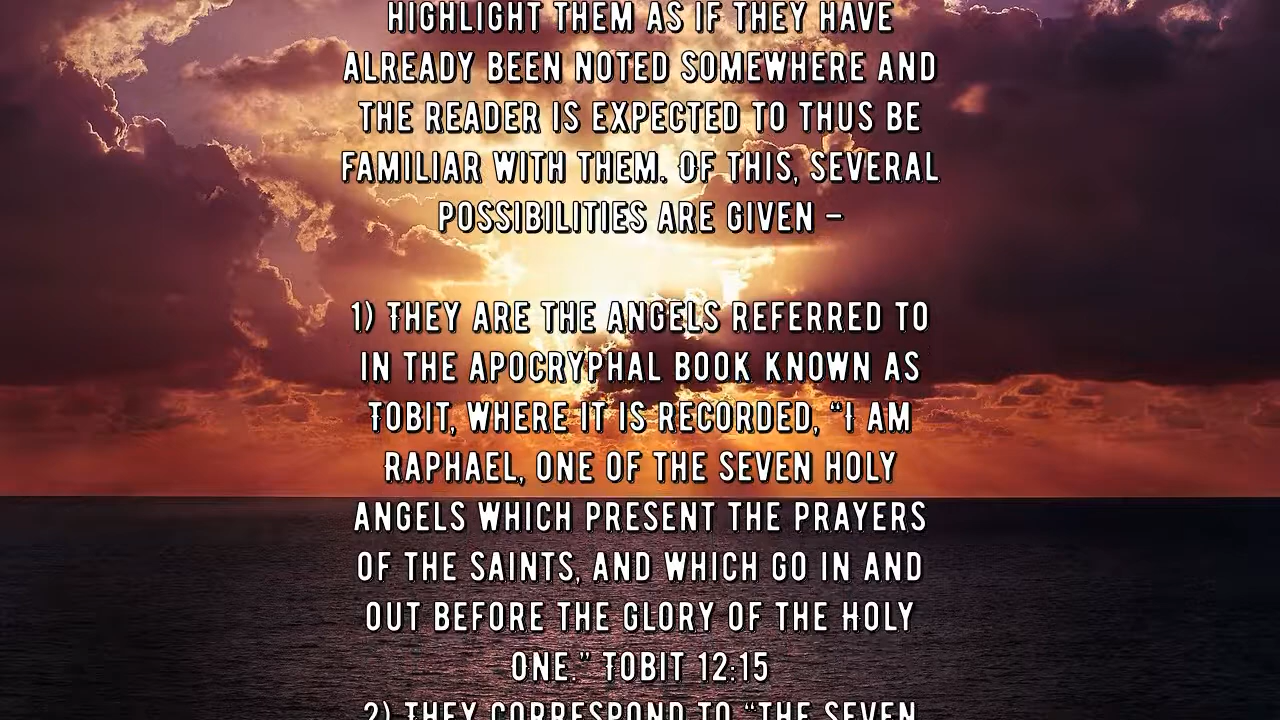 HIGHLIGHT THEM AS IF THEY HAVE
ALREADY BEEN NOTED SOMEWHERE AND
THE READER IS EXPECTED TO THUS BE
FAMILIAR WITH THEM. OF THIS, SEVERAL
POSSIBILITIES ARE GIVEN –
1) THEY ARE THE ANGELS REFERRED TO
IN THE APOCRYPHAL BOOK KNOWN AS
TOBIT, WHERE IT IS RECORDED, “I AM
RAPHAEL, ONE OF THE SEVEN HOLY
ANGELS WHICH PRESENT THE PRAYERS
OF THE SAINTS, AND WHICH GO IN AND
OUT BEFORE THE GLORY OF THE HOLY
ONE.” TOBIT 12:15
2) THEY CORRESPOND TO “THE SEVEN